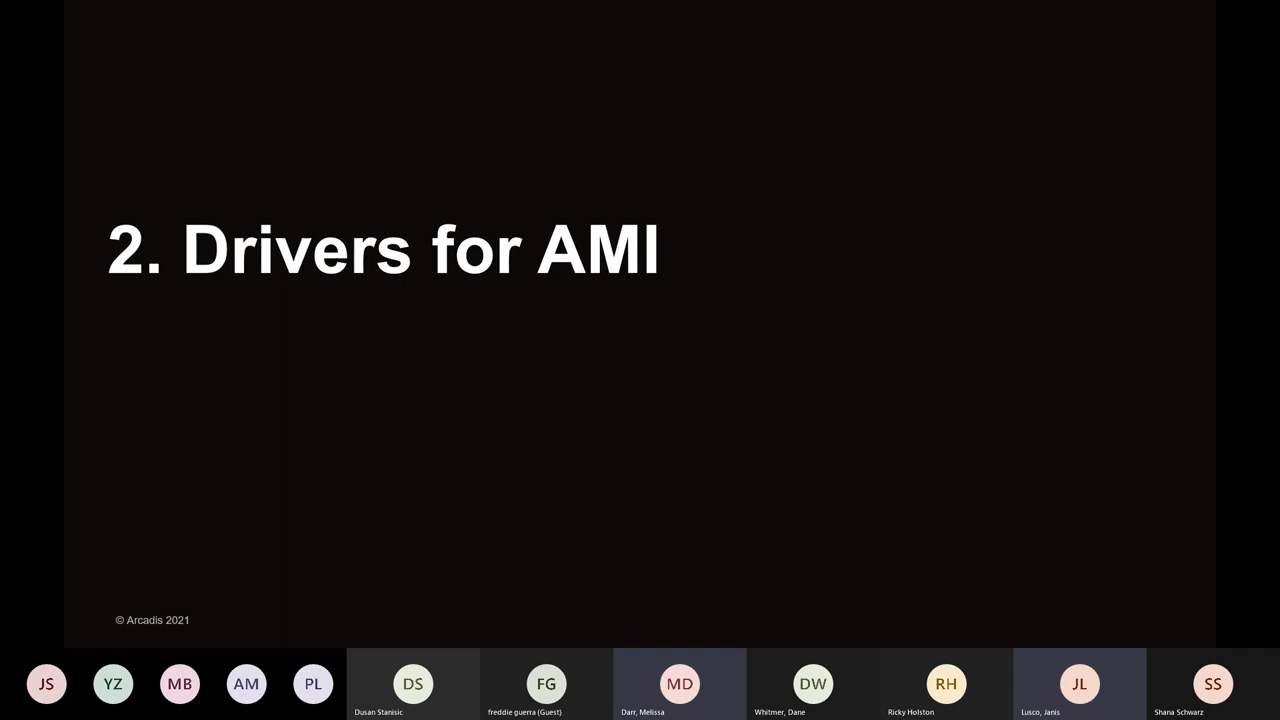 2. Drivers for AMI
© Arcadis 2021
JS
YZ
MB
AM
PL
DS
FG
MD
DW
RH
JL
SS
Dusan Stanisic
freddie guerra (Guest)
Darr, Melissa
Whitmer, Dane
Ricky Holston
Lusco, Janis
Shana Schwarz